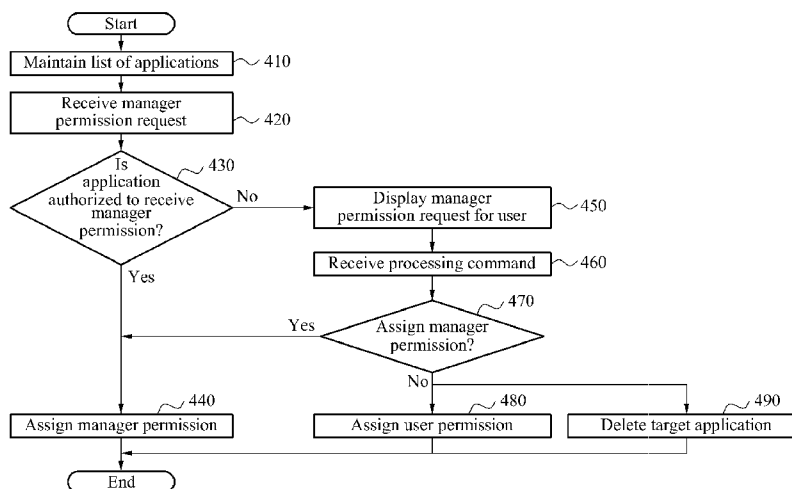 Start
Maintain list of applications
410
Receive manager
permission request
420
Is
application
authorized to receive
manager
permission?
430
No
Yes
Display manager
permission request for user
450
Receive processing command
460
470
Assign manager
permission?
Yes
No
440
Assign manager permission
480
Assign user permission
490
Delete target application
End